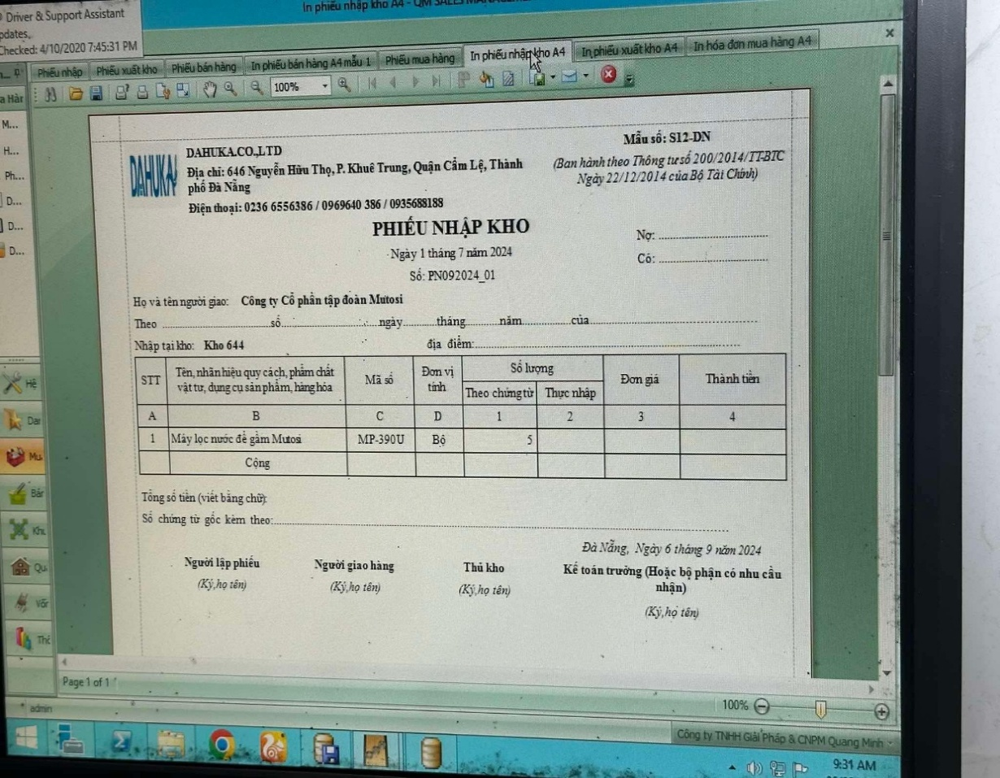 Driver & Support Assistant
pdates.
Checked: 4/10/2020 7:45:31 PM
In phiếu nhập kho A4 - QM SALES
Phiếu nhập
Phiếu xuất kho
Phiếu bán hàng
In phiếu bán hàng A4 mẫu 1
Phiếu mua hàng
In phiếu nhập kho A4
In phiếu xuất kho A4
In hóa đơn mua hàng A4
100%
a Hàr
M...
H...
Ph...
D...
D...
D...
DAHUKA
DAHUKA.CO.,LTD
Địa chỉ: 646 Nguyễn Hữu Thọ, P. Khuê Trung, Quận Cẩm Lệ, Thành
phố Đà Nẵng
Điện thoại: 0236 6556386 / 0969640 386 / 0935688188
Mẫu số: S12-DN
(Ban hành theo Thông tư số 200/2014/TT-BTC
Ngày 22/12/2014 của Bộ Tài Chính)
PHIẾU NHẬP KHO
Ngày 1 tháng 7 năm 2024
Số: PN092024_01
Nợ:
Có:
Họ và tên người giao: Công ty Cổ phần tập đoàn Mutosi
Theo số ngày tháng năm của
Nhập tại kho: Kho 644 địa điểm:
STT Tên, nhãn hiệu quy cách, phẩm chất vật tư, dụng cụ sản phẩm, hàng hóa Mã số Đơn vị tính Số lượng Đơn giá Thành tiền
Theo chứng từ Thực nhập
A B C D 1 2 3 4
1 Máy lọc nước để gầm Mutosi MP-390U Bộ 5
Cộng
Tổng số tiền (viết bằng chữ):
Số chứng từ gốc kèm theo:
Đà Nẵng, Ngày 6 tháng 9 năm 2024
Người lập phiếu Người giao hàng Thủ kho Kế toán trưởng (Hoặc bộ phận có nhu cầu
nhận)
(Ký,họ tên) (Ký,họ tên) (Ký,họ tên)
(Ký,họ tên)
Hệ
Dan
Mu
Bár
Khu
Qu
Vốn
Thố
Page 1 of 1
admin
100%
Công ty TNHH Giải Pháp & CNPM Quang Minh
9:31 AM